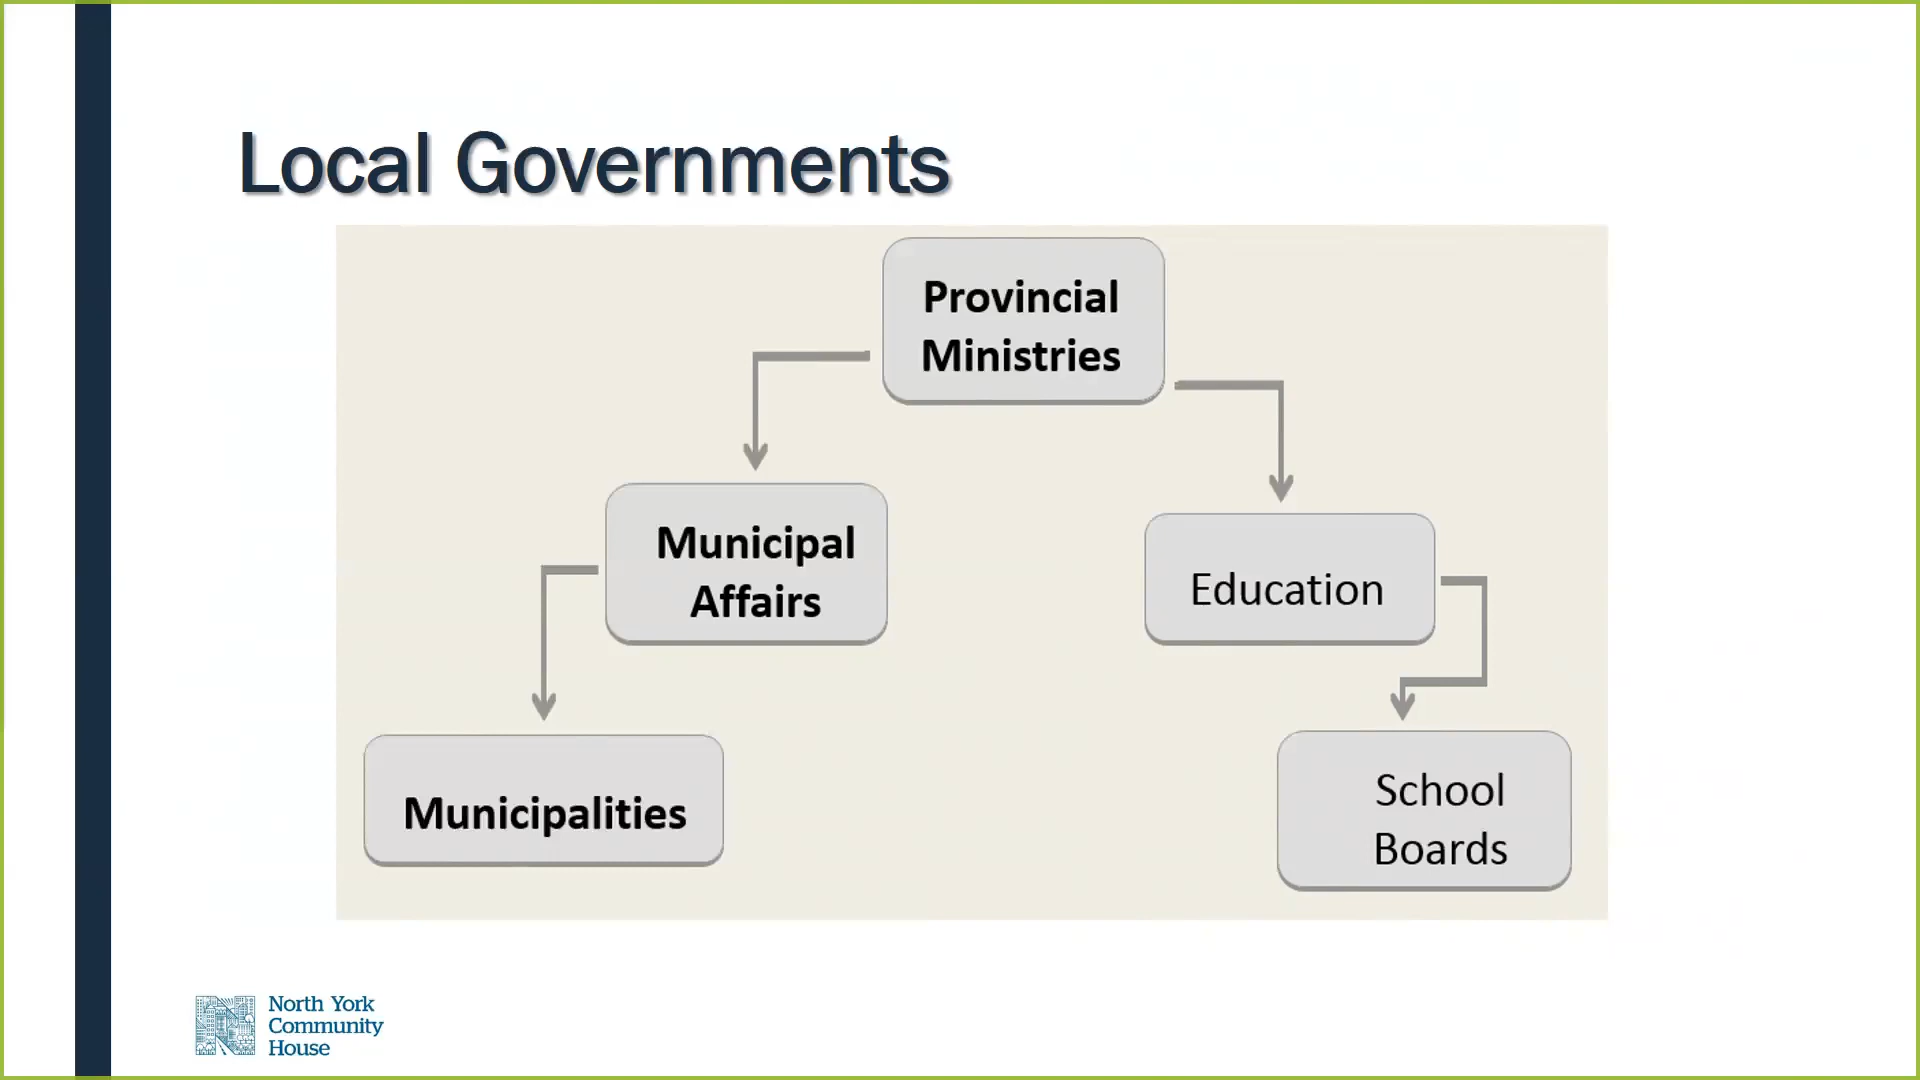 Local Governments
Provincial
Ministries
Municipal
Affairs
Education
Municipalities
School
Boards
North York
Community
House